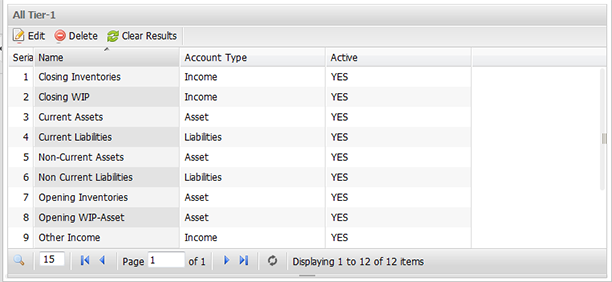 All Tier-1
Edit Delete Clear Results
Seria Name Account Type Active
1 Closing Inventories Income YES
2 Closing WIP Income YES
3 Current Assets Asset YES
4 Current Liabilities Liabilities YES
5 Non-Current Assets Asset YES
6 Non Current Liabilities Liabilities YES
7 Opening Inventories Asset YES
8 Opening WIP-Asset Asset YES
9 Other Income Income YES
15 Page 1 of 1 Displaying 1 to 12 of 12 items